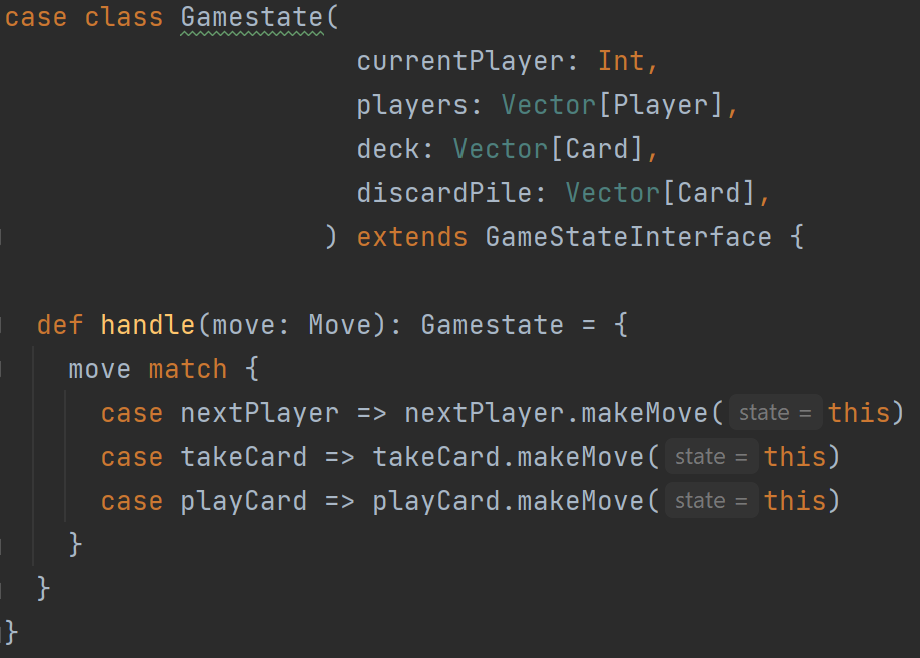 case class Gamestate(
currentPlayer: Int,
players: Vector[Player],
deck: Vector[Card],
discardPile: Vector[Card],
) extends GameStateInterface {
def handle(move: Move): Gamestate = {
move match {
case nextPlayer => nextPlayer.makeMove( state = this)
case takeCard => takeCard.makeMove( state = this)
case playCard => playCard.makeMove( state = this)
}
}
}